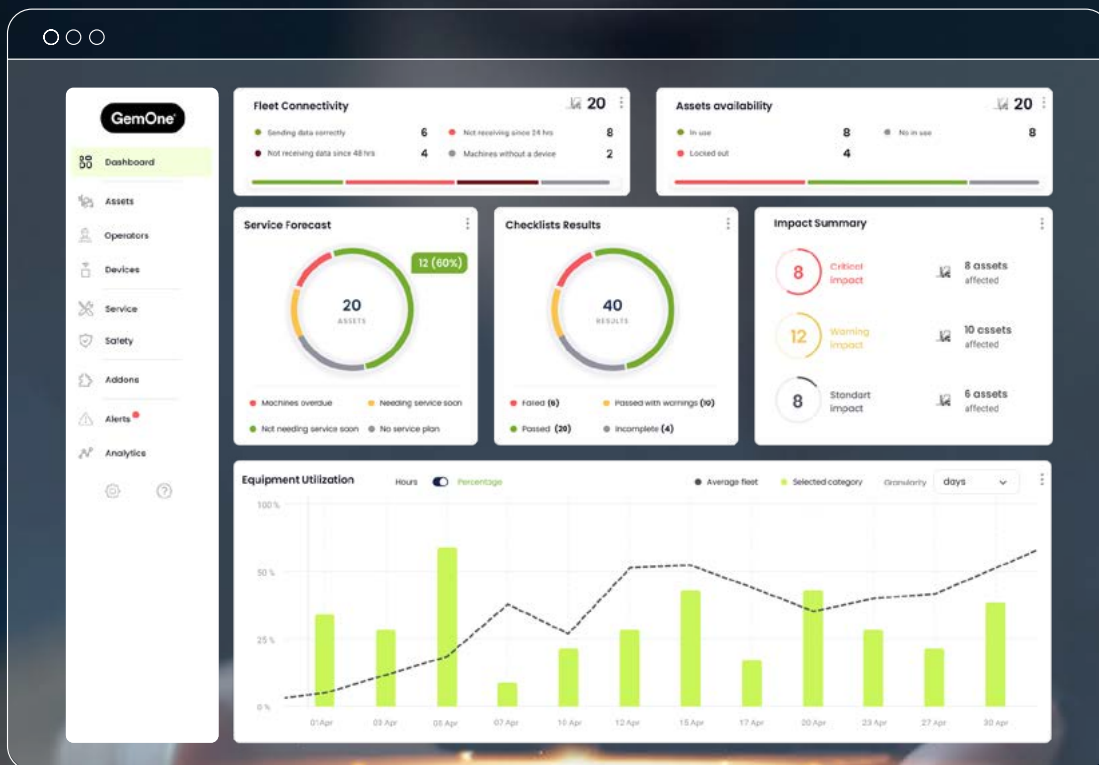 GemOne
Dashboard
Assets
Operators
Devices
Service
Safety
Addons
Alerts
Analytics
Fleet Connectivity 20
Sending data correctly 6 Not receiving since 24 hrs 8
Not receiving data since 48 hrs 4 Machines without a device 2
Assets availability 20
In use 8 No in use 8
Locked out 4
Service Forecast
12 (60%)
20
ASSETS
Machines overdue Needing service soon
Not needing service soon No service plan
Checklists Results
40
RESULTS
Failed (6) Passed with warnings (10)
Passed (20) Incomplete (4)
Impact Summary
8 Critical impact 8 assets affected
12 Warning impact 10 assets affected
8 Standart impact 6 assets affected
Equipment Utilization Hours Percentage Average fleet Selected category Granularity days
100 %
50 %
25 %
0 %
01Apr 03 Apr 05 Apr 07 Apr 10 Apr 12 Apr 15 Apr 17 Apr 20 Apr 23 Apr 27 Apr 30 Apr